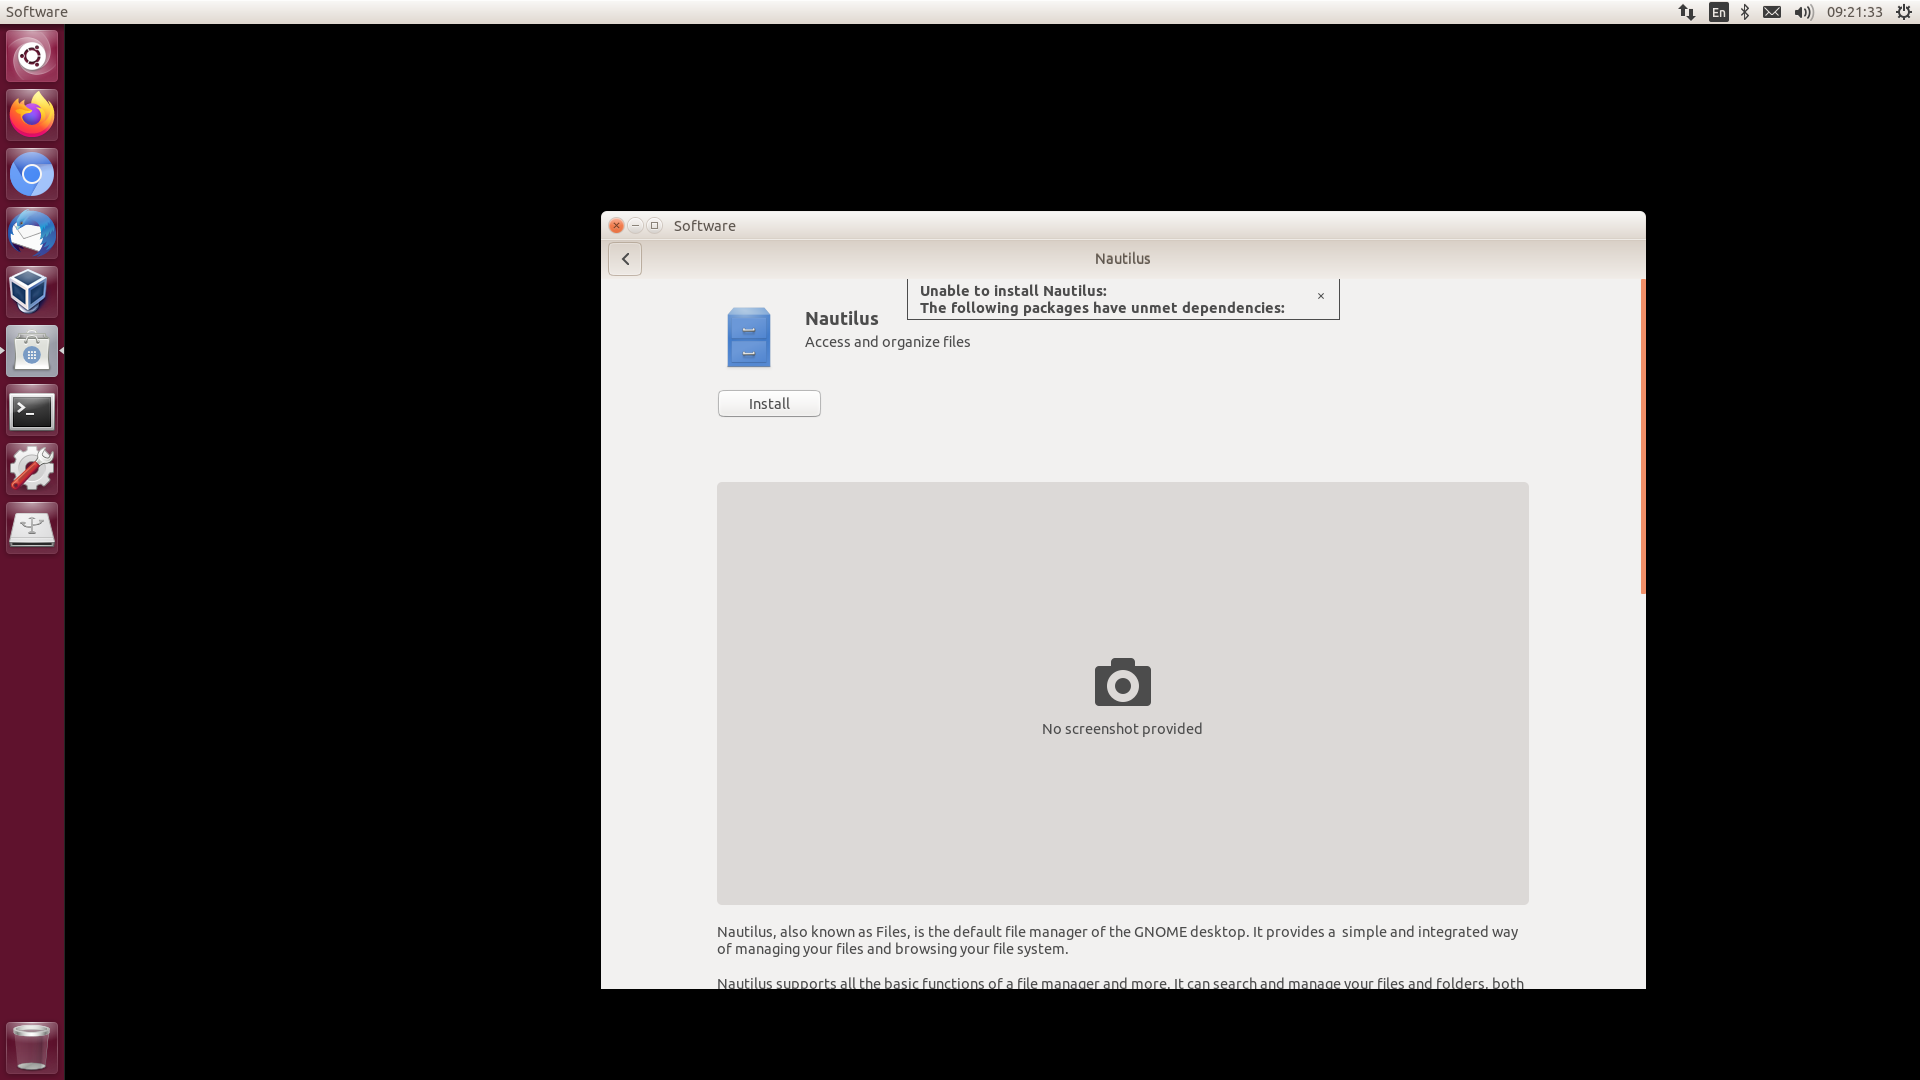 Software
En
09:21:33
Software
Nautilus
Unable to install Nautilus:
The following packages have unmet dependencies:
Nautilus
Access and organize files
Install
No screenshot provided
Nautilus, also known as Files, is the default file manager of the GNOME desktop. It provides a  simple and integrated way
of managing your files and browsing your file system.
Nautilus supports all the basic functions of a file manager and more. It can search and manage your files and folders, both